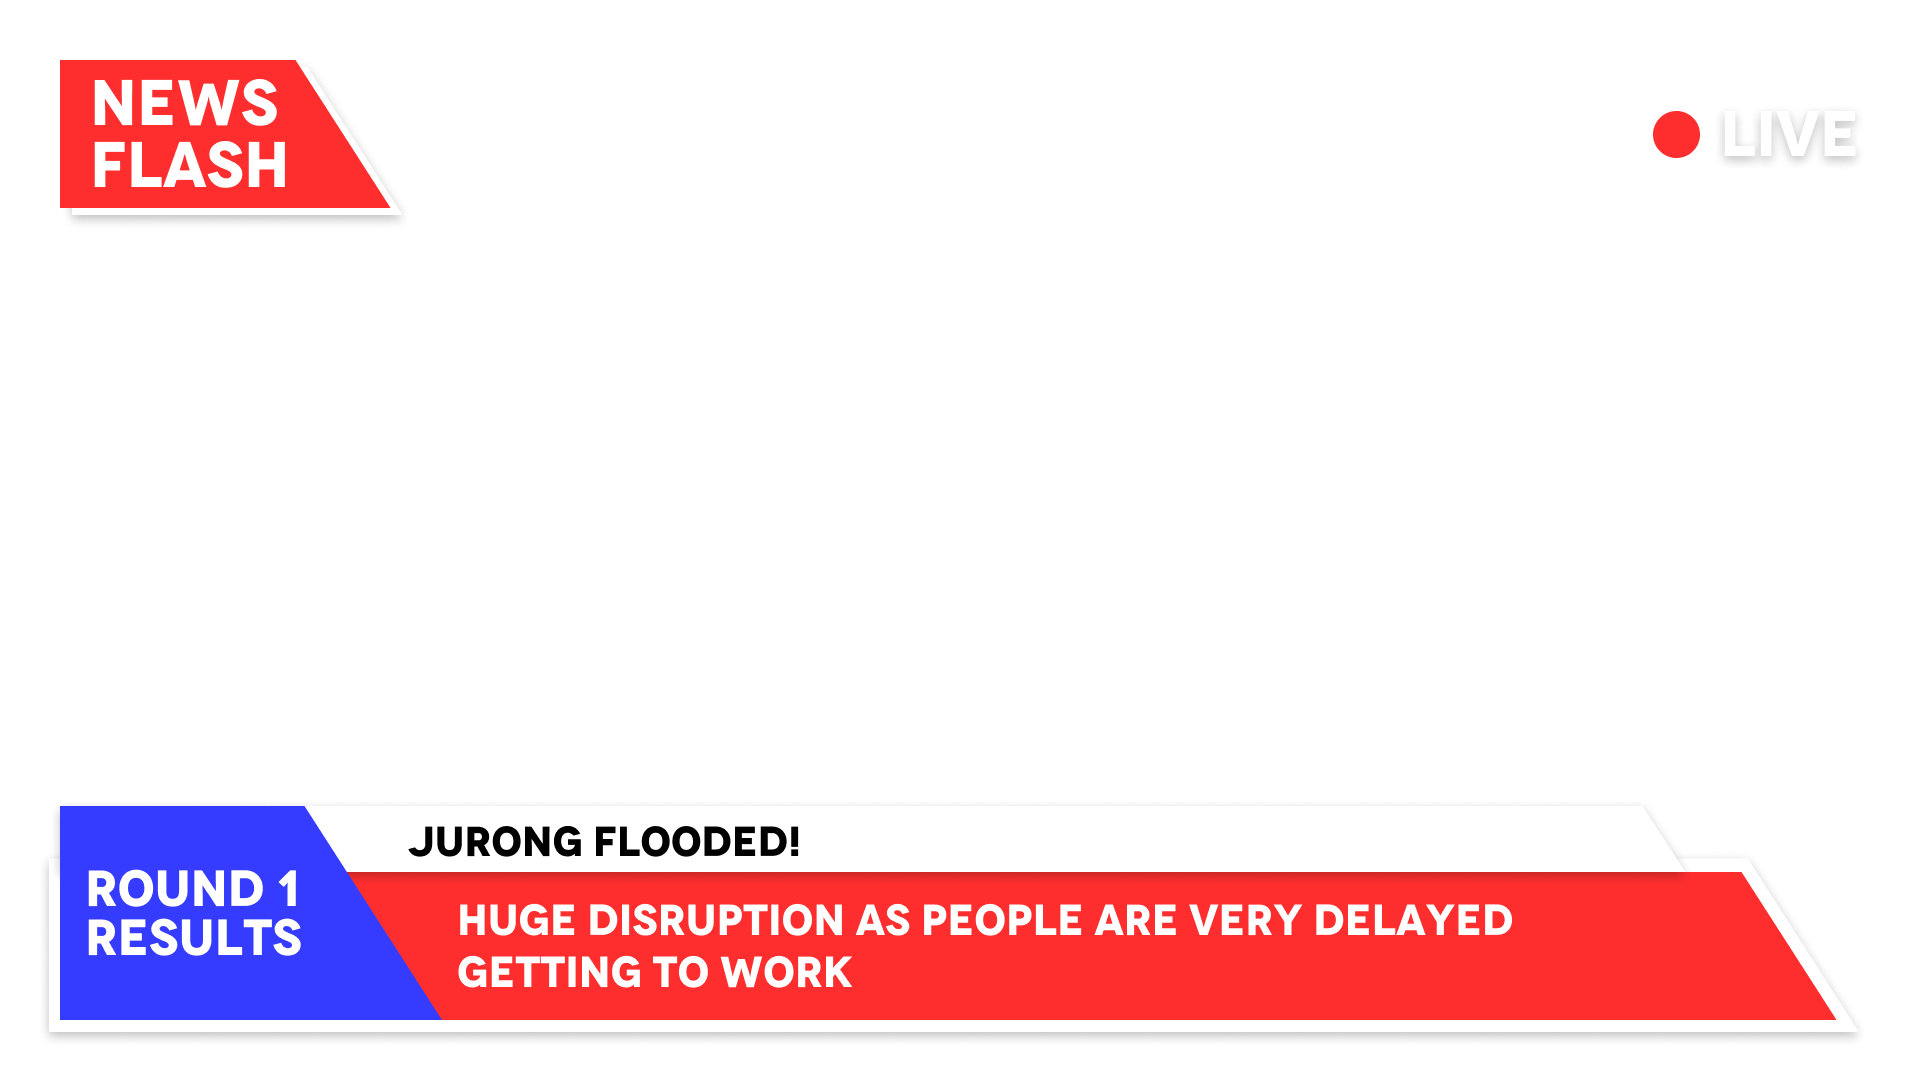 NEWS
FLASH
LIVE
JURONG FLOODED!
ROUND 1
RESULTS
HUGE DISRUPTION AS PEOPLE ARE VERY DELAYED
GETTING TO WORK